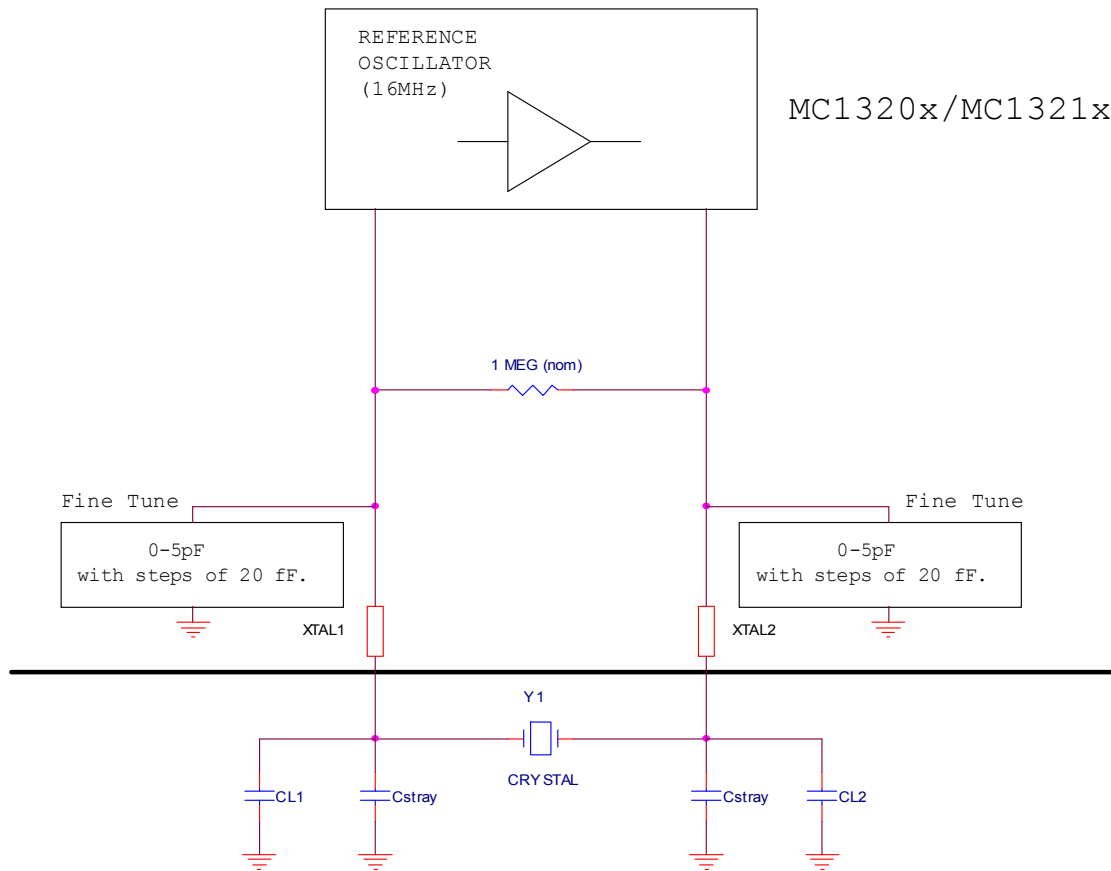 REFERENCE
OSCILLATOR
(16MHz)
MC1320x/MC1321x
1 MEG (nom)
Fine Tune
Fine Tune
0-5pF
with steps of 20 fF.
0-5pF
with steps of 20 fF.
XTAL1
XTAL2
Y1
CRYSTAL
CL1
Cstray
Cstray
CL2